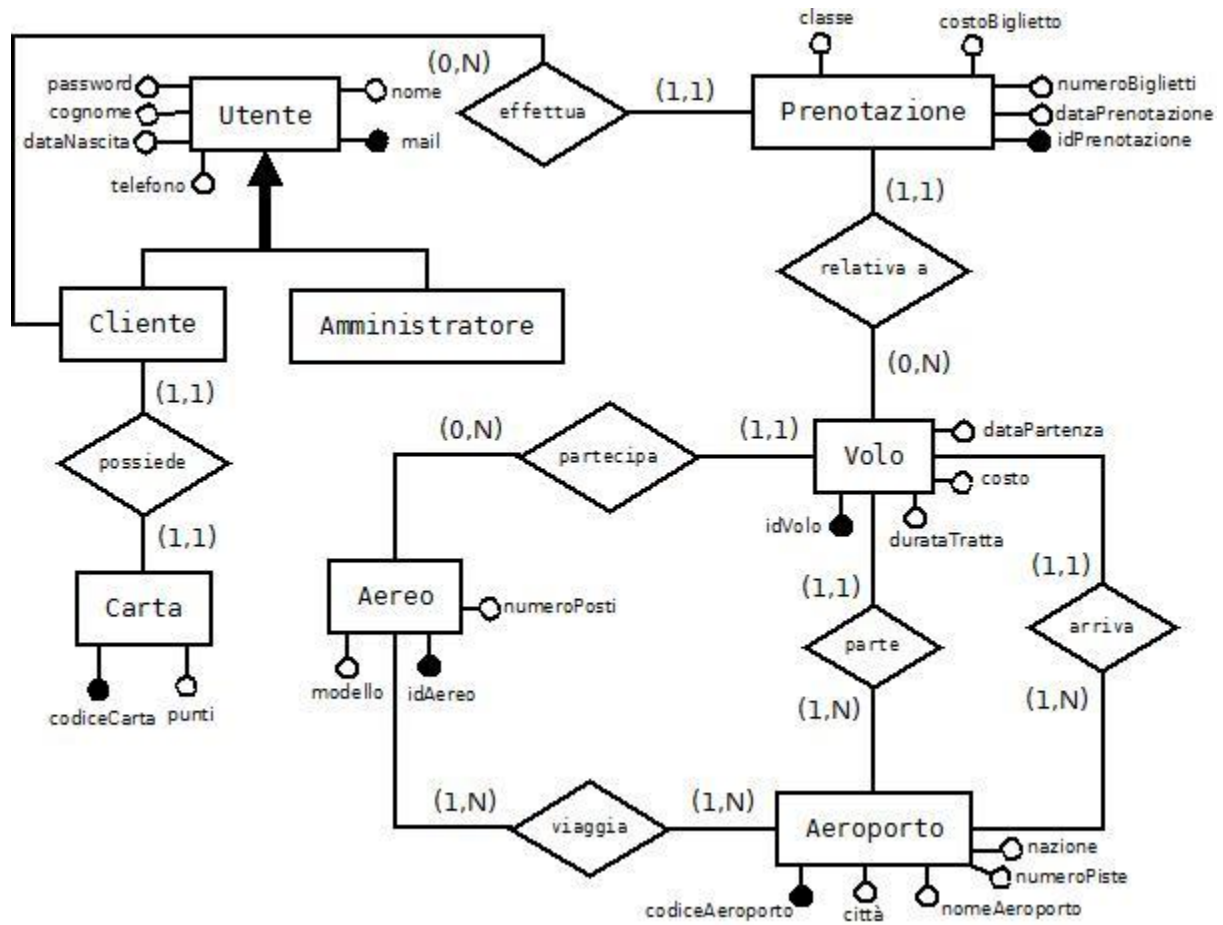 classe
costoBiglietto
password
cognome
dataNascita
telefono
Utente
nome
mail
(0,N)
effettua
(1,1)
Prenotazione
numeroBiglietti
dataPrenotazione
idPrenotazione
(1,1)
relativa a
(0,N)
Cliente
Amministratore
(1,1)
possiede
(1,1)
Carta
codiceCarta
punti
(0,N)
partecipa
(1,1)
Volo
dataPartenza
costo
idVolo
durataTratta
Aereo
numeroPosti
modello
idAereo
(1,1)
parte
(1,N)
(1,1)
arriva
(1,N)
(1,N)
viaggia
(1,N)
Aeroporto
nazione
numeroPiste
codiceAeroporto
città
nomeAeroporto